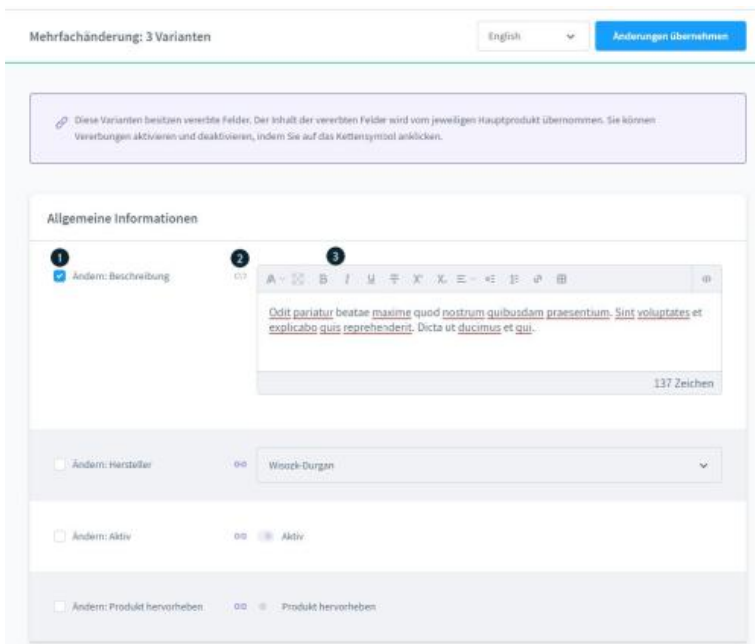 Mehrfachänderung: 3 Varianten
English
Änderungen übernehmen
Diese Varianten besitzen vererbte Felder. Der Inhalt der vererbten Felder wird vom jeweiligen Hauptprodukt übernommen. Sie können
Vererbungen aktivieren und deaktivieren, indem Sie auf das Kettensymbol anklicken.
Allgemeine Informationen
1 2 3
Ändern: Beschreibung
Odit pariatur beatae maxime quod nostrum quibusdam praesentium. Sint voluptates et
explicabo quis reprehenderit. Dicta ut ducimus et qui.
137 Zeichen
Ändern: Hersteller
Wisozk-Durgan
Ändern: Aktiv
Aktiv
Ändern: Produkt hervorheben
Produkt hervorheben